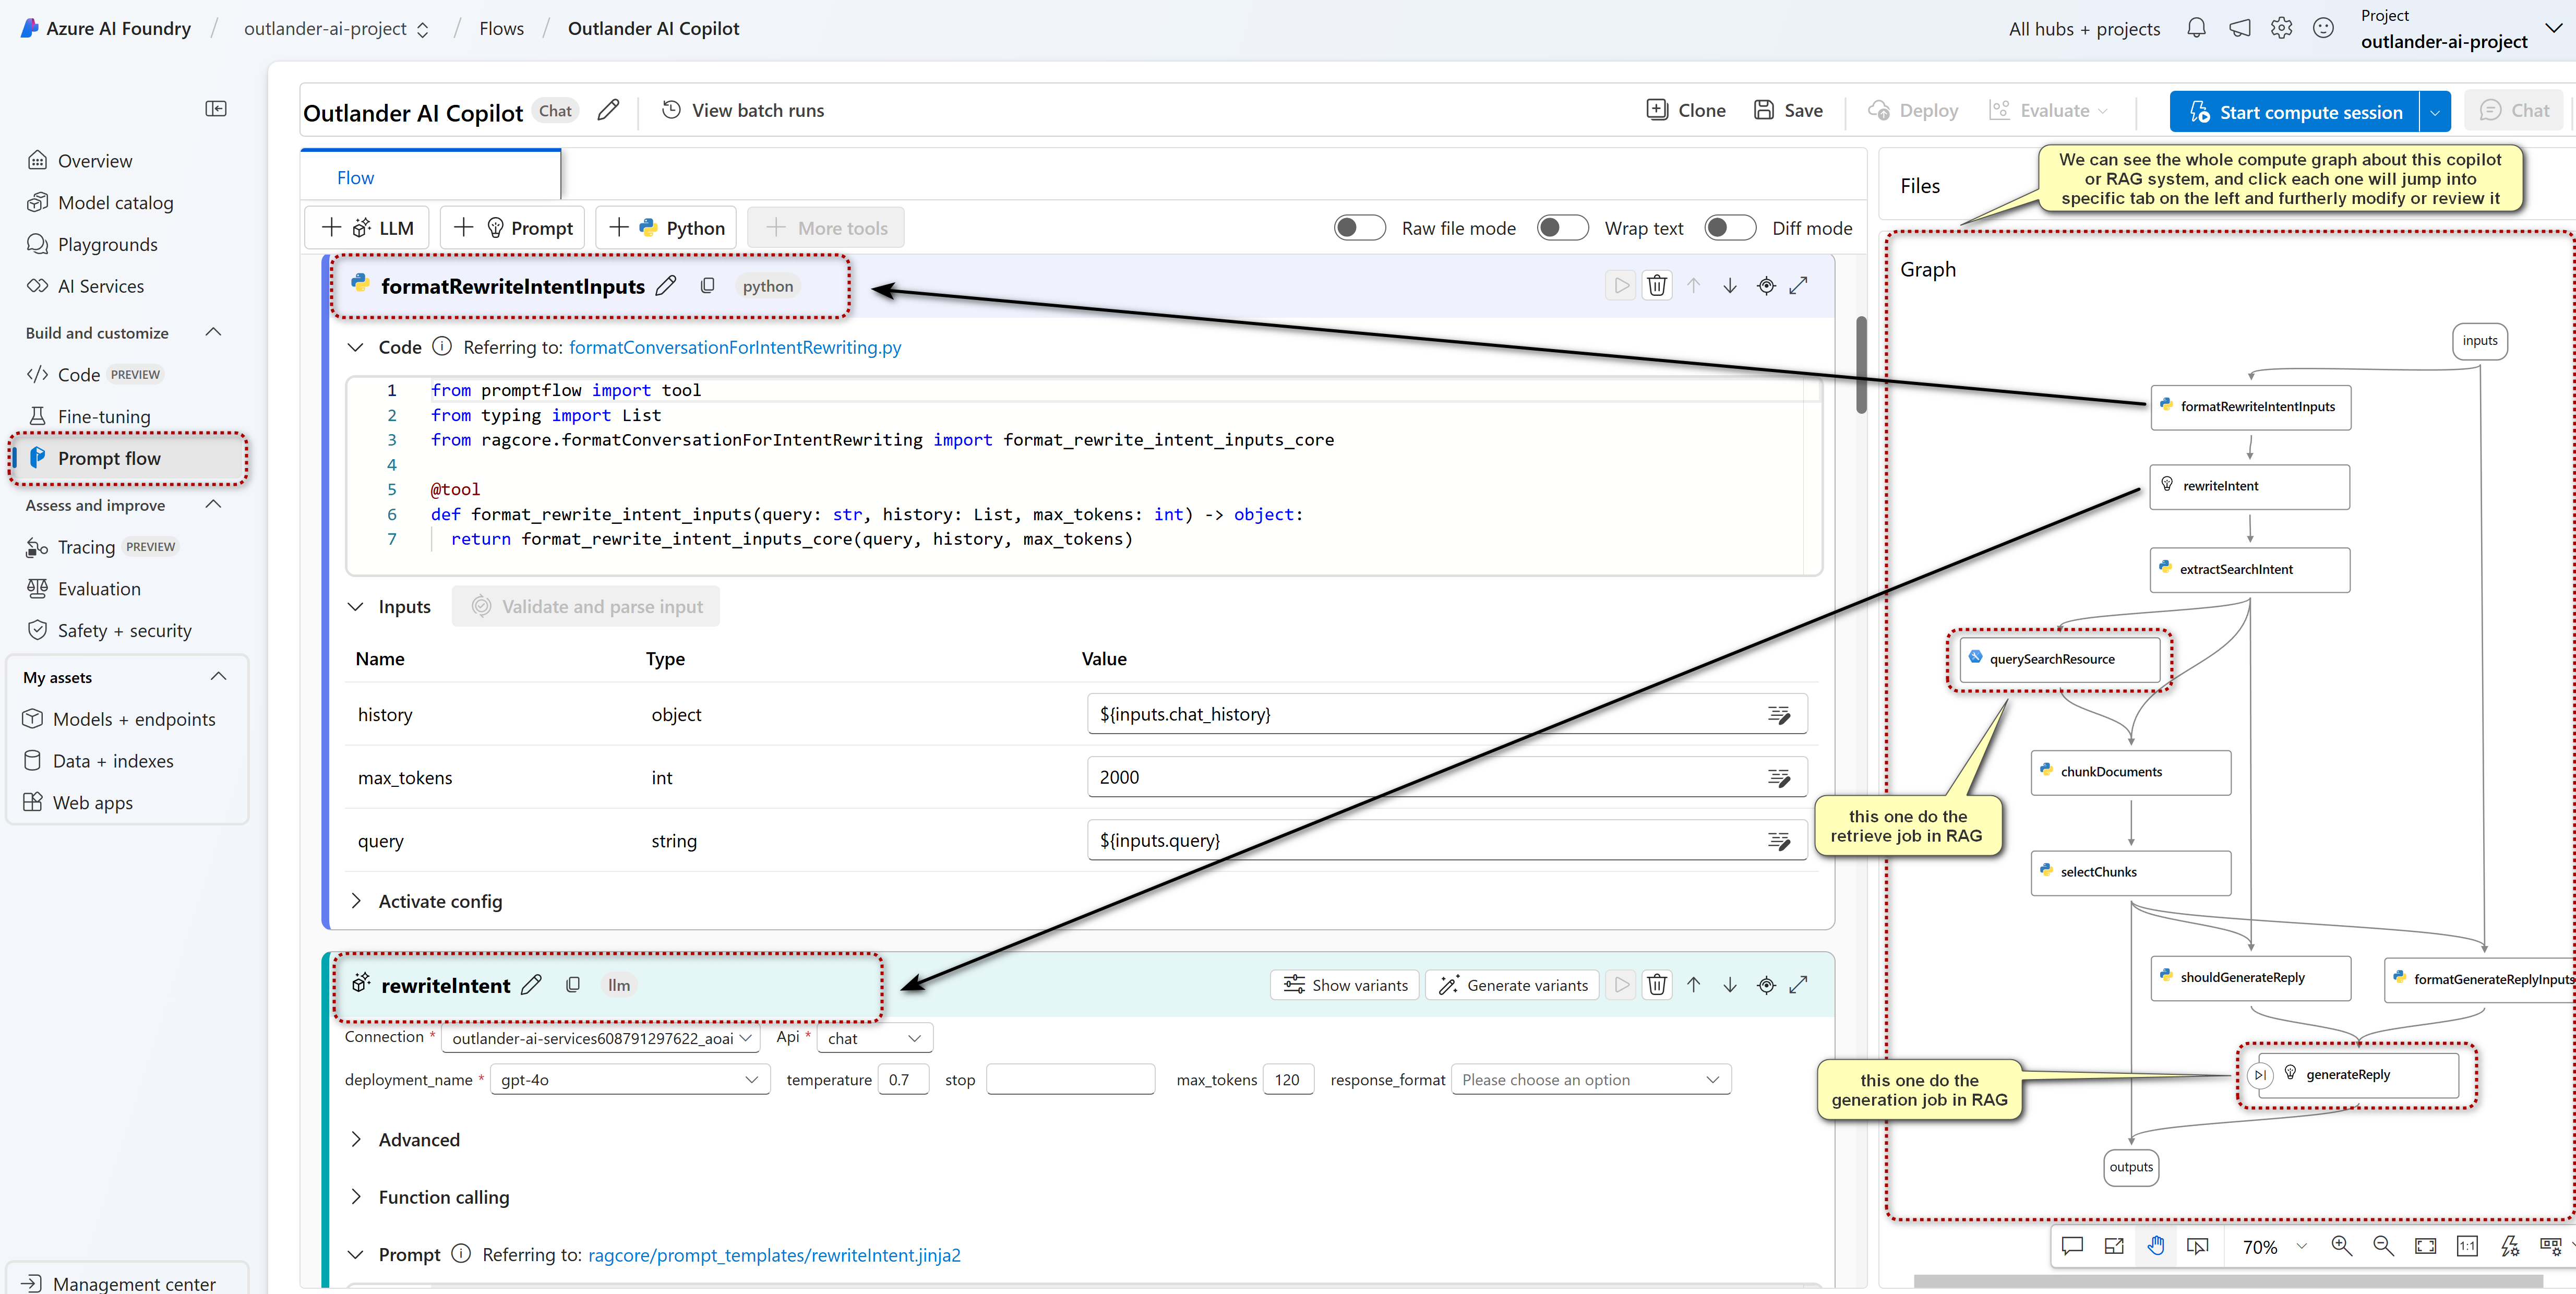 Azure AI Foundry / outlander-ai-project / Flows / Outlander AI Copilot
All hubs + projects
Project
outlander-ai-project
Overview
Model catalog
Playgrounds
AI Services
Build and customize
Code PREVIEW
Fine-tuning
Prompt flow
Assess and improve
Tracing PREVIEW
Evaluation
Safety + security
My assets
Models + endpoints
Data + indexes
Web apps
Management center
Outlander AI Copilot Chat View batch runs
Clone Save Deploy Evaluate Start compute session Chat
Flow
LLM Prompt Python More tools
Raw file mode Wrap text Diff mode
formatRewriteIntentInputs python
Code Referring to: formatConversationForIntentRewriting.py
1 from promptflow import tool
2 from typing import List
3 from ragcore.formatConversationForIntentRewriting import format_rewrite_intent_inputs_core
4
5 @tool
6 def format_rewrite_intent_inputs(query: str, history: List, max_tokens: int) -> object:
7 return format_rewrite_intent_inputs_core(query, history, max_tokens)
Inputs Validate and parse input
Name Type Value
history object ${inputs.chat_history}
max_tokens int 2000
query string ${inputs.query}
Activate config
rewriteIntent llm Show variants Generate variants
Connection * outlander-ai-services608791297622_aoai Api * chat
deployment_name * gpt-4o temperature 0.7 stop max_tokens 120 response_format Please choose an option
Advanced
Function calling
Prompt Referring to: ragcore/prompt_templates/rewriteIntent.jinja2
Files
We can see the whole compute graph about this copilot
or RAG system, and click each one will jump into
specific tab on the left and furtherly modify or review it
Graph
inputs
formatRewriteIntentInputs
rewriteIntent
extractSearchIntent
querySearchResource
chunkDocuments
this one do the
retrieve job in RAG
selectChunks
shouldGenerateReply
formatGenerateReplyInputs
generateReply
this one do the
generation job in RAG
outputs
70%
1:1